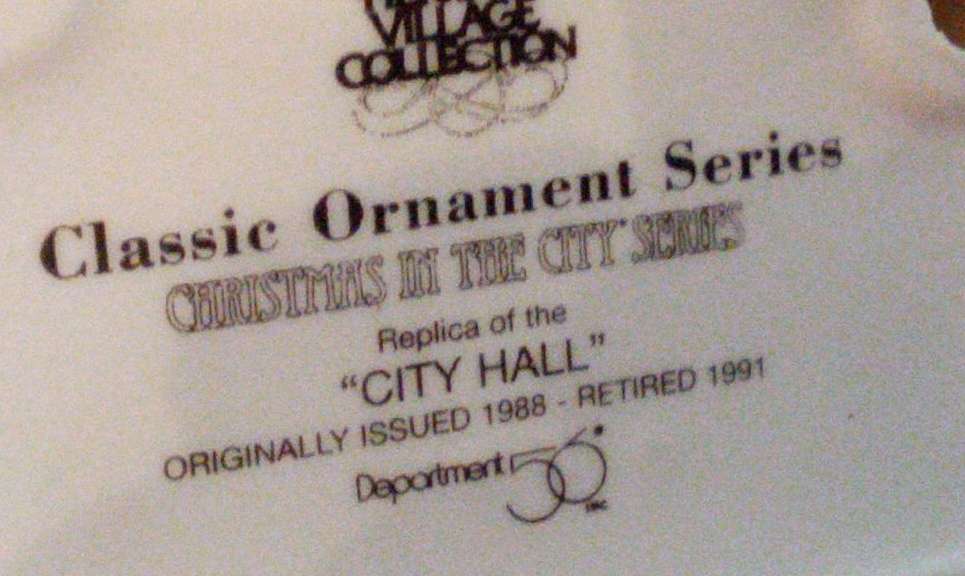 VILLAGE
COLLECTION
Classic Ornament Series
CHRISTMAS IN THE CITY SERIES
Replica of the
"CITY HALL"
ORIGINALLY ISSUED 1988 - RETIRED 1991
Department 56